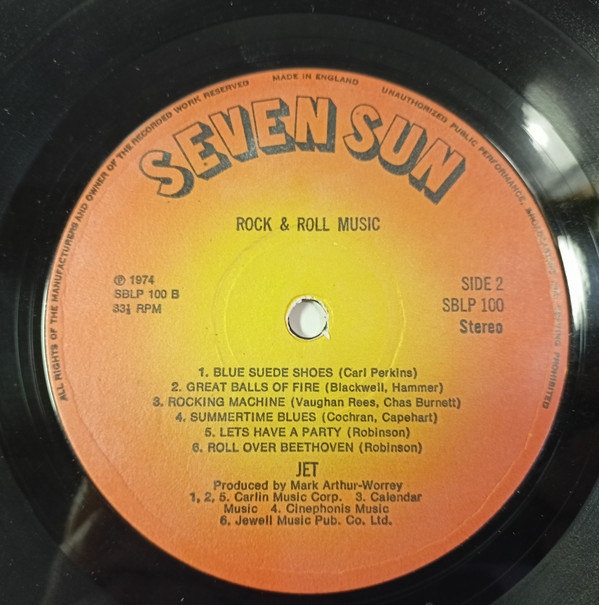 ALL RIGHTS OF THE MANUFACTURERS AND OWNER OF THE RECORDED WORK RESERVED
MADE IN ENGLAND
UNAUTHORIZED PUBLIC PERFORMANCE, PROHIBITED
SEVEN SUN
ROCK & ROLL MUSIC
℗ 1974
SBLP 100 B
33⅓ RPM
SIDE 2
SBLP 100
Stereo
1. BLUE SUEDE SHOES (Carl Perkins)
2. GREAT BALLS OF FIRE (Blackwell, Hammer)
3. ROCKING MACHINE (Vaughan Rees, Chas Burnett)
4. SUMMERTIME BLUES (Cochran, Capehart)
5. LETS HAVE A PARTY (Robinson)
6. ROLL OVER BEETHOVEN (Robinson)
JET
Produced by Mark Arthur-Worrey
1, 2, 5. Carlin Music Corp. 3. Calendar
Music 4. Cinephonis Music
6. Jewell Music Pub. Co. Ltd.